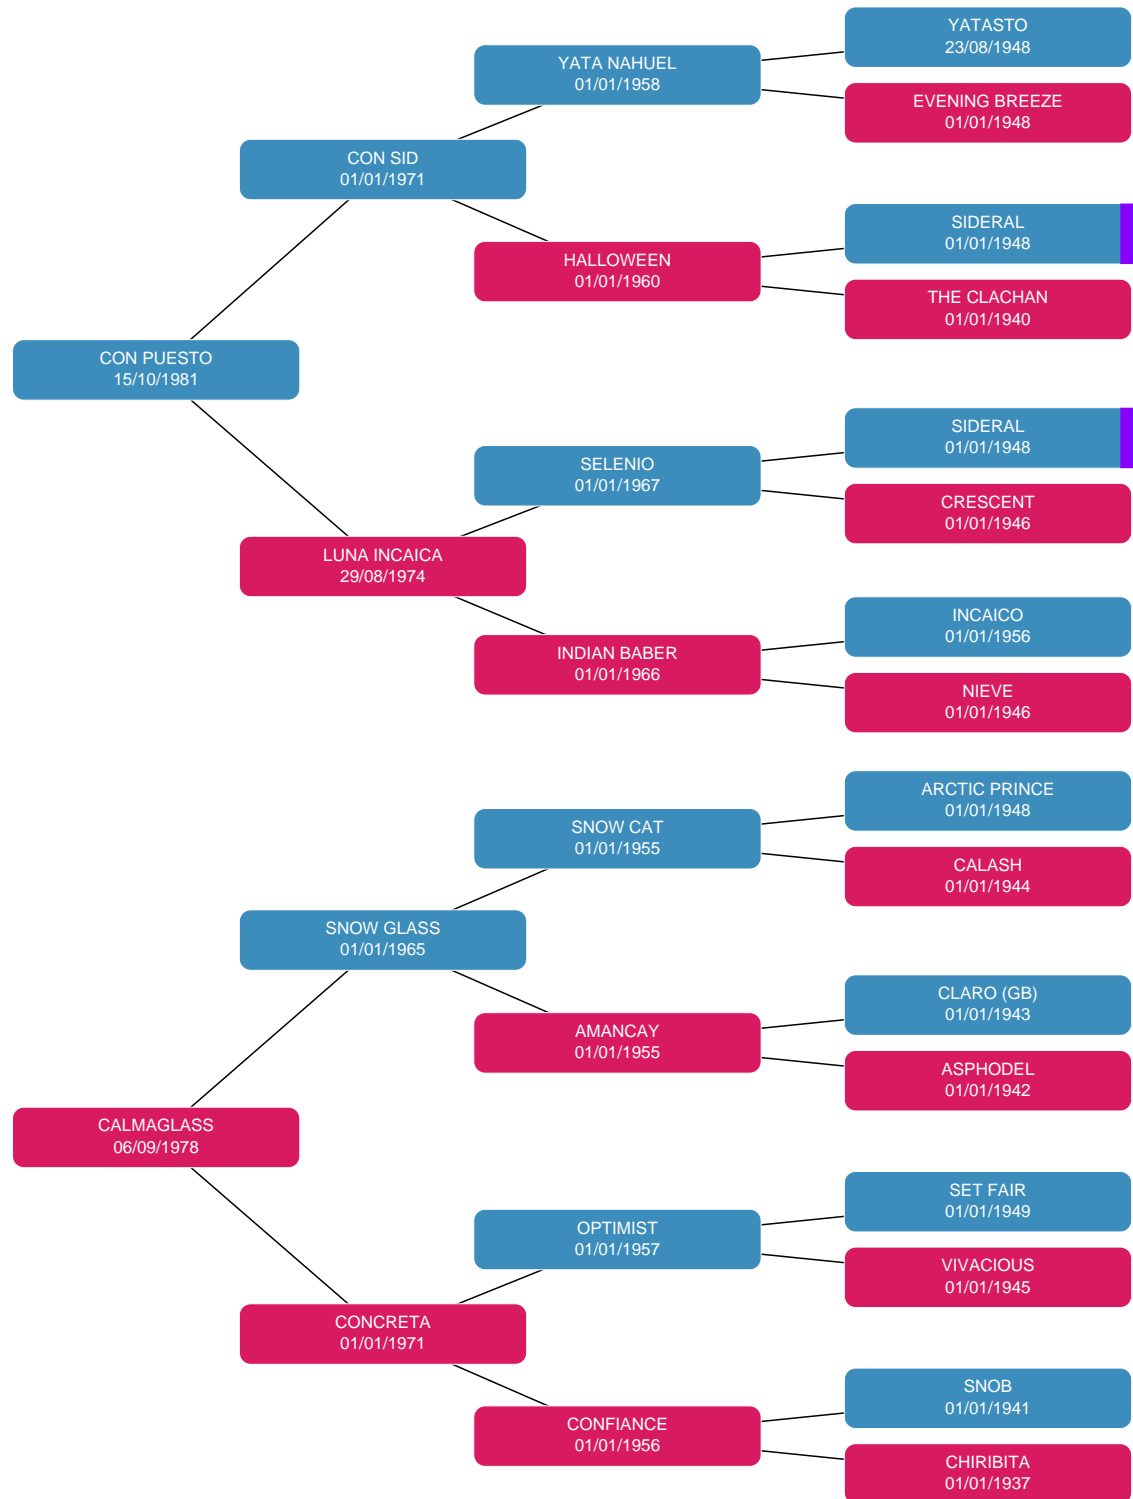 YATASTO
23/08/1948
YATA NAHUEL
01/01/1958
EVENING BREEZE
01/01/1948
CON SID
01/01/1971
SIDERAL
01/01/1948
HALLOWEEN
01/01/1960
THE CLACHAN
01/01/1940
CON PUESTO
15/10/1981
SIDERAL
01/01/1948
SELENIO
01/01/1967
CRESCENT
01/01/1946
LUNA INCAICA
29/08/1974
INCAICO
01/01/1956
INDIAN BABER
01/01/1966
NIEVE
01/01/1946
ARCTIC PRINCE
01/01/1948
SNOW CAT
01/01/1955
CALASH
01/01/1944
SNOW GLASS
01/01/1965
CLARO (GB)
01/01/1943
AMANCAY
01/01/1955
ASPHODEL
01/01/1942
CALMAGLASS
06/09/1978
SET FAIR
01/01/1949
OPTIMIST
01/01/1957
VIVACIOUS
01/01/1945
CONCRETA
01/01/1971
SNOB
01/01/1941
CONFIANCE
01/01/1956
CHIRIBITA
01/01/1937